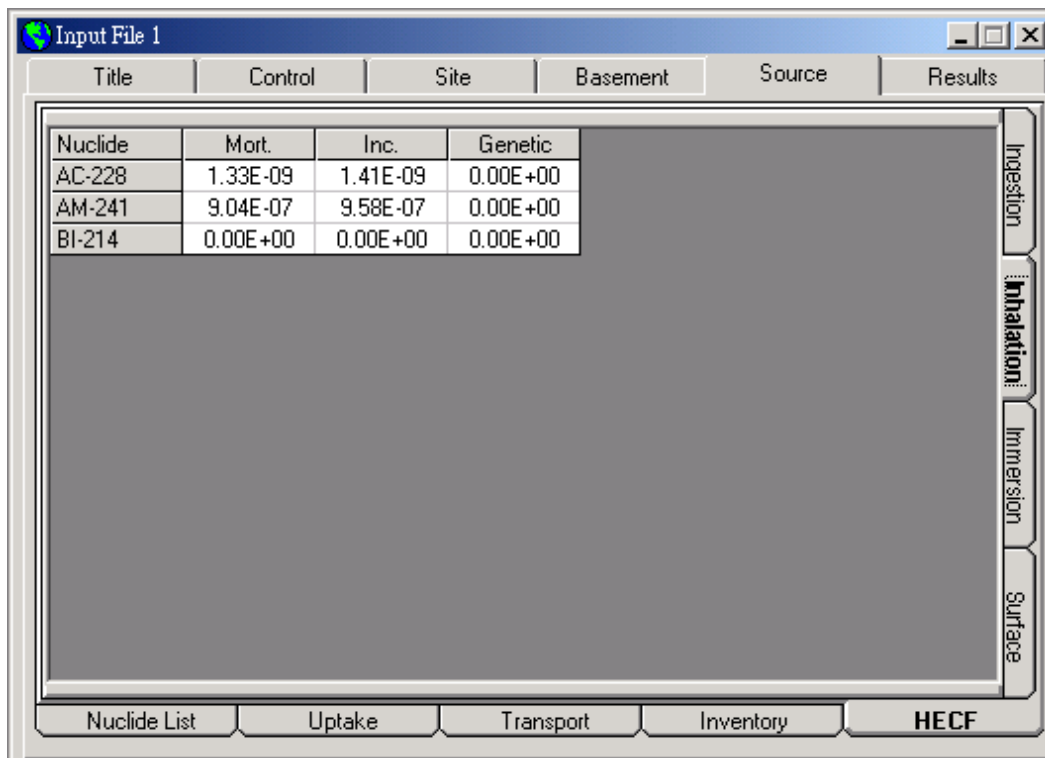 Input File 1
Title Control Site Basement Source Results
Nuclide Mort. Inc. Genetic
AC-228 1.33E-09 1.41E-09 0.00E+00
AM-241 9.04E-07 9.58E-07 0.00E+00
BI-214 0.00E+00 0.00E+00 0.00E+00
Ingestion
Inhalation
Immersion
Surface
Nuclide List Uptake Transport Inventory HECF